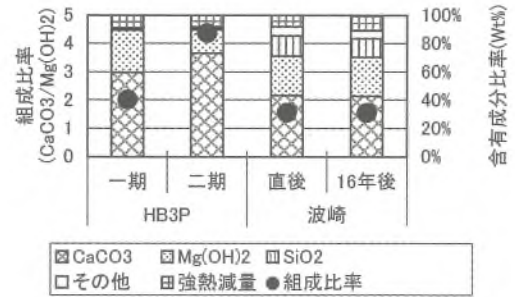 組成比率
(CaCO3/Mg(OH)2)
5
4
3
2
1
0
100%
80%
60%
40%
20%
0%
含有成分比率(Wt%)
一期 二期 直後 16年後
HB3P 波崎
CaCO3 Mg(OH)2 SiO2
その他 強熱減量 組成比率